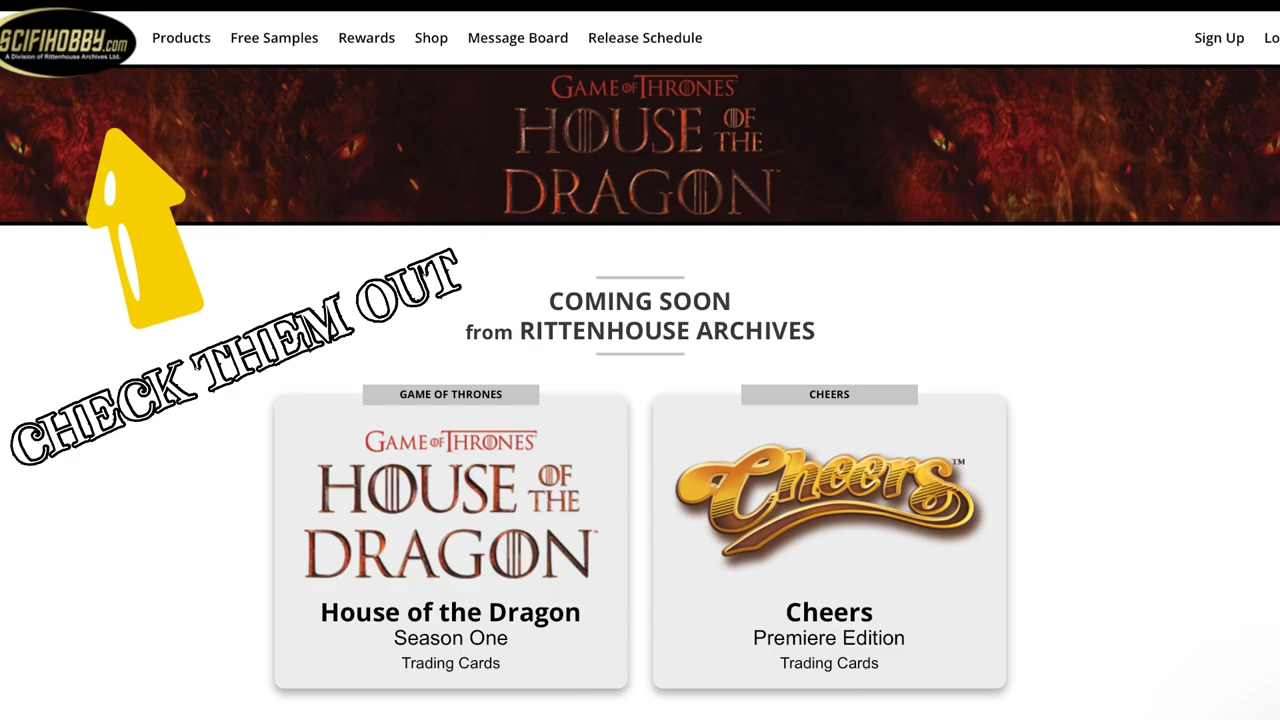 SCIFIHOBBY.com
A Division of Rittenhouse Archives Ltd.
Products Free Samples Rewards Shop Message Board Release Schedule Sign Up Lo
GAME OF THRONES
HOUSE OF THE
DRAGON
CHECK THEM OUT
COMING SOON
from RITTENHOUSE ARCHIVES
GAME OF THRONES
GAME OF THRONES
HOUSE OF THE
DRAGON
House of the Dragon
Season One
Trading Cards
CHEERS
Cheers™
Cheers
Premiere Edition
Trading Cards